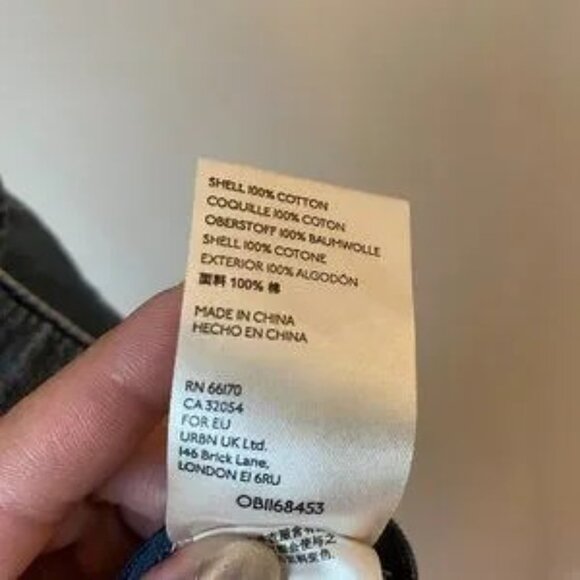 SHELL 100% COTTON
COQUILLE 100% COTON
OBERSTOFF 100% BAUMWOLLE
SHELL 100% COTONE
EXTERIOR 100% ALGODÓN
面料 100% 棉
MADE IN CHINA
HECHO EN CHINA
RN 66170
CA 32054
FOR EU
URBN UK Ltd.
146 Brick Lane,
LONDON E1 6RU
OB1168453